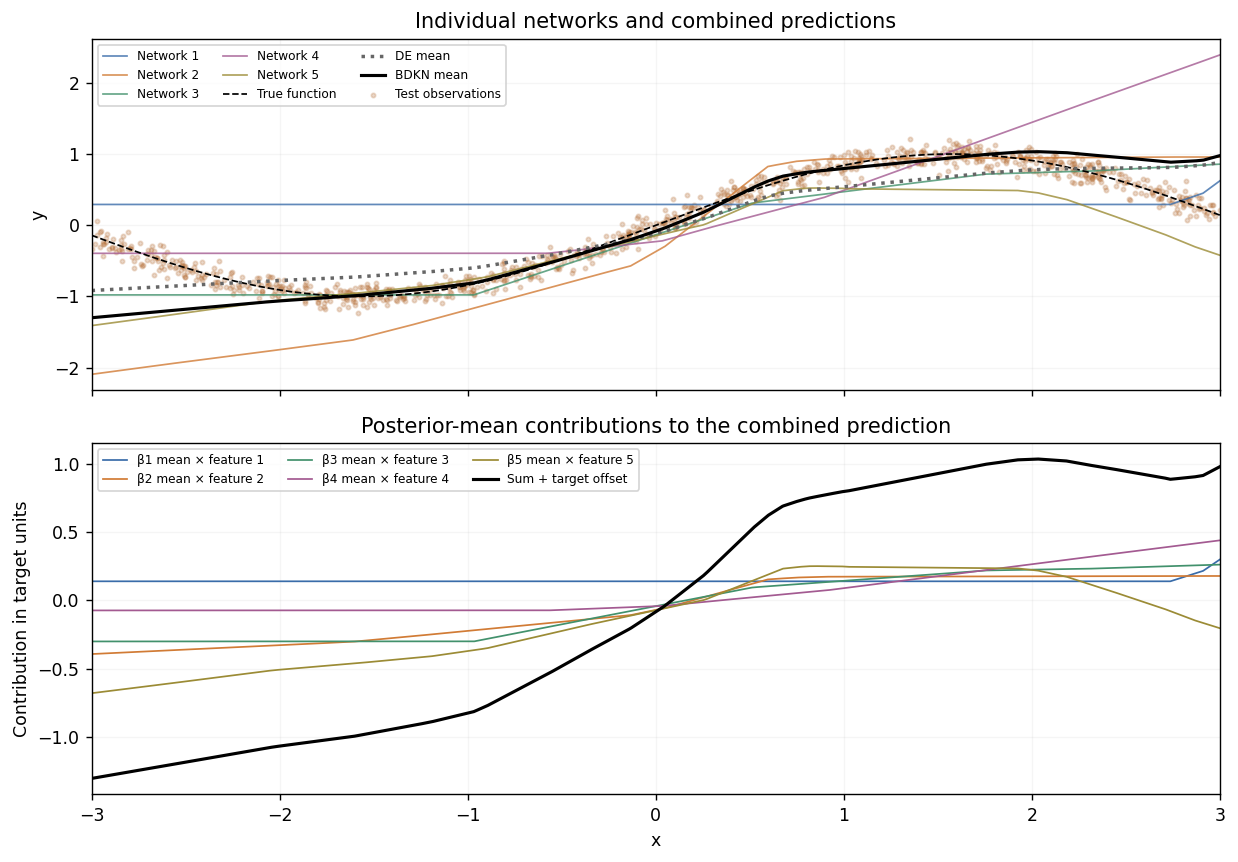 Individual networks and combined predictions
Network 1
Network 2
Network 3
Network 4
Network 5
True function
DE mean
BDKN mean
Test observations
y
2
1
0
−1
−2
Posterior-mean contributions to the combined prediction
β1 mean × feature 1
β2 mean × feature 2
β3 mean × feature 3
β4 mean × feature 4
β5 mean × feature 5
Sum + target offset
Contribution in target units
1.0
0.5
0.0
−0.5
−1.0
−3
−2
−1
0
1
2
3
x